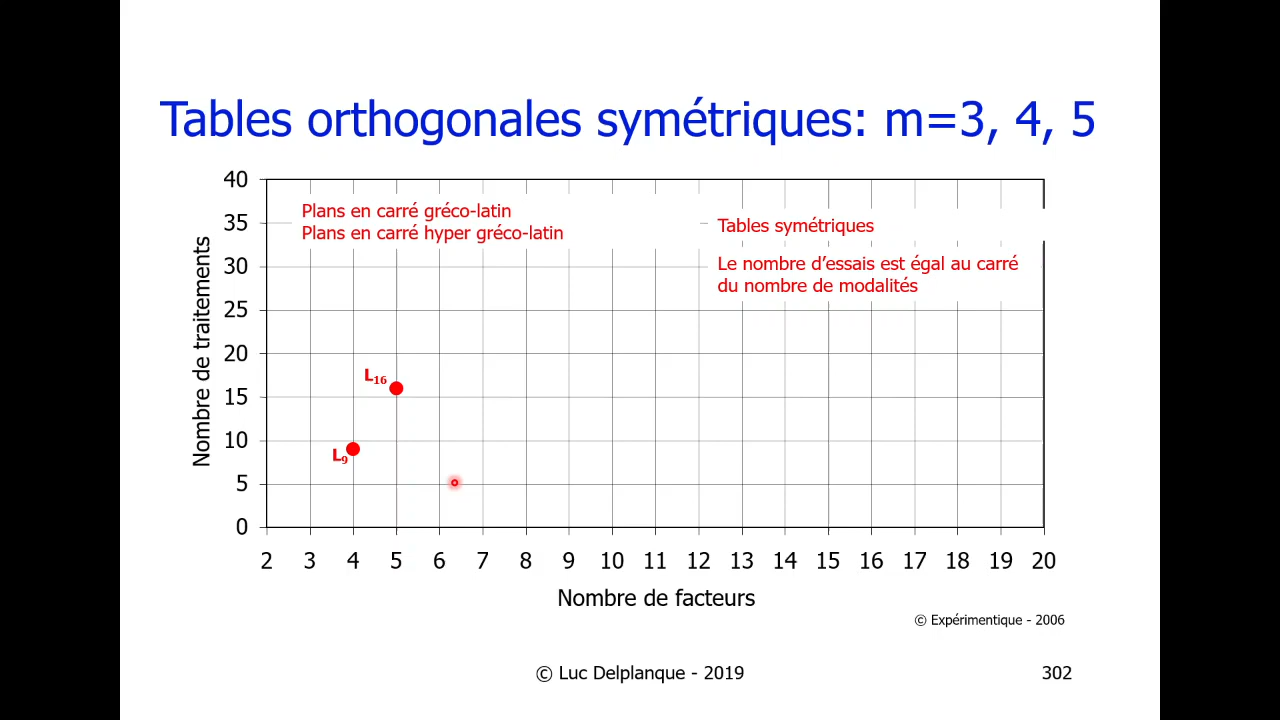 Tables orthogonales symétriques: m=3, 4, 5
40
35
30
25
20
15
10
5
0
Nombre de traitements
Plans en carré gréco-latin
Plans en carré hyper gréco-latin
Tables symétriques
Le nombre d’essais est égal au carré
du nombre de modalités
L16
L9
2 3 4 5 6 7 8 9 10 11 12 13 14 15 16 17 18 19 20
Nombre de facteurs
© Expérimentique - 2006
© Luc Delplanque - 2019
302